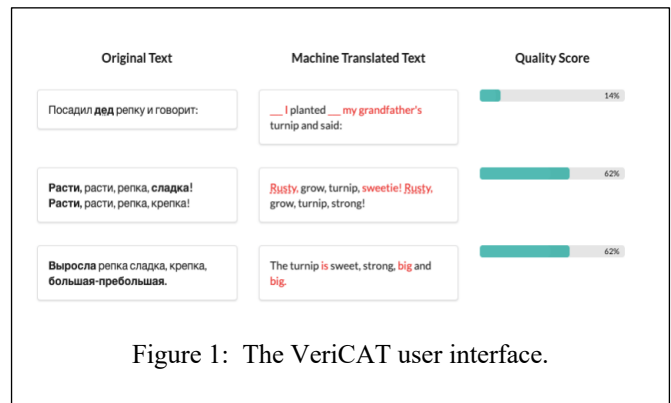 Original Text
Machine Translated Text
Quality Score
Посадил дед репку и говорит:
__ I planted __ my grandfather's
turnip and said:
14%
Расти, расти, репка, сладка!
Расти, расти, репка, крепка!
Rusty, grow, turnip, sweetie! Rusty,
grow, turnip, strong!
62%
Выросла репка сладка, крепка,
большая-пребольшая.
The turnip is sweet, strong, big and
big.
62%
Figure 1: The VeriCAT user interface.